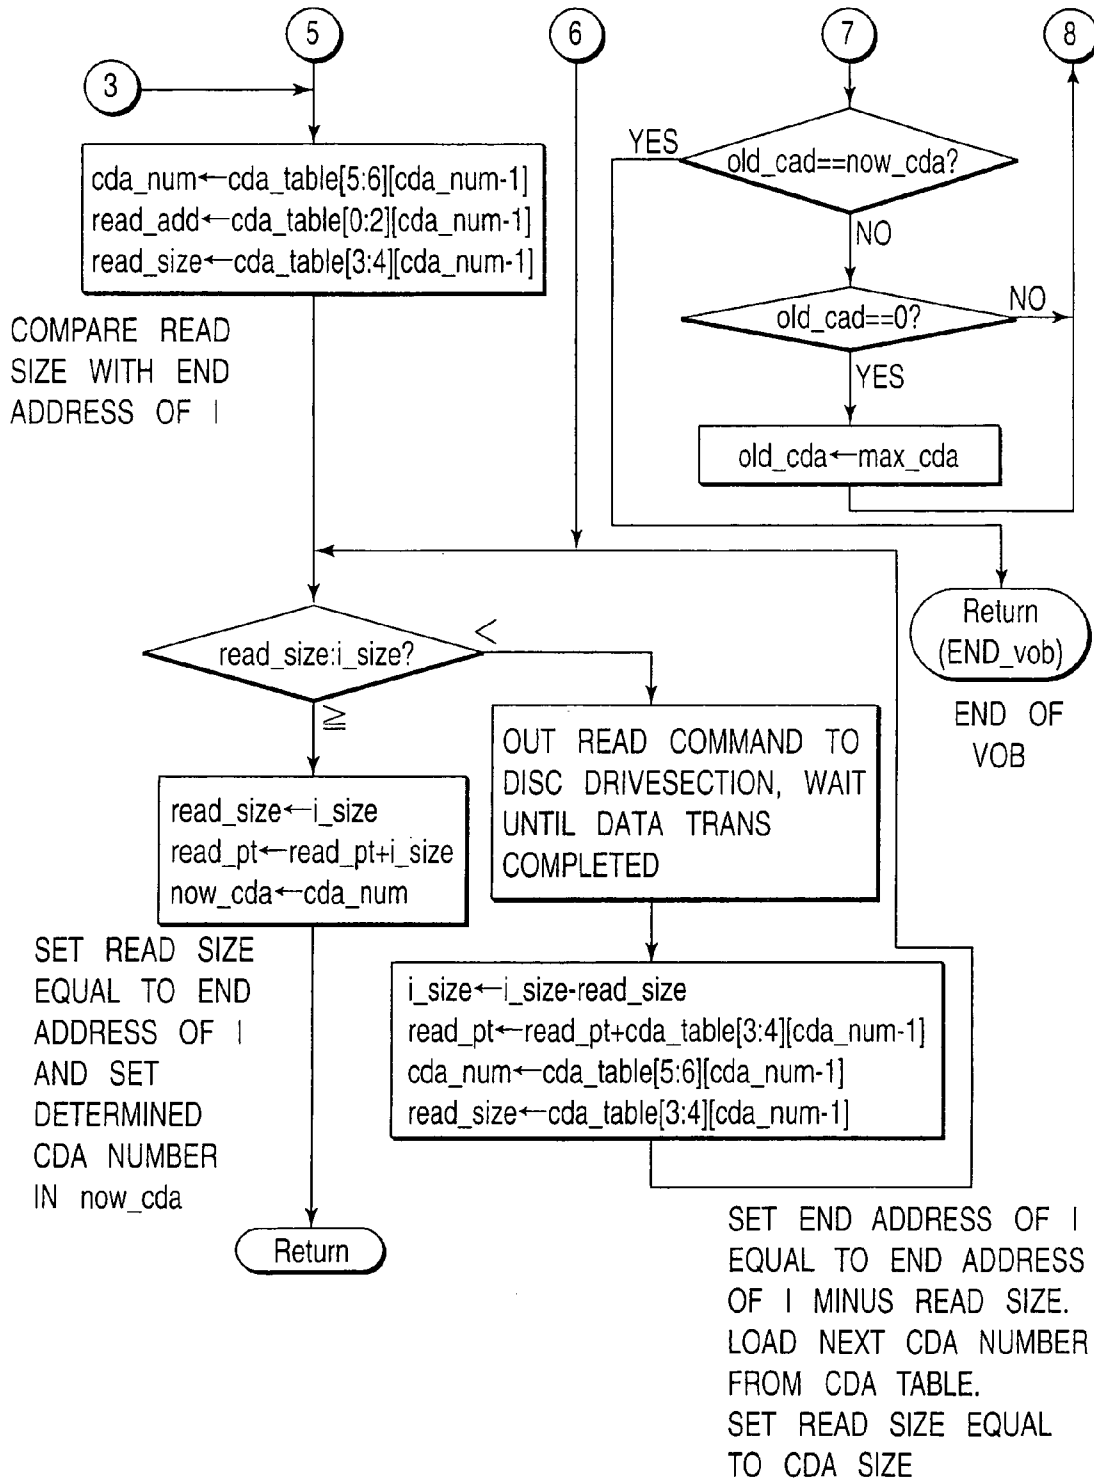 5
6
7
8
3
cda_num←cda_table[5:6][cda_num-1]
read_add←cda_table[0:2][cda_num-1]
read_size←cda_table[3:4][cda_num-1]
COMPARE READ
SIZE WITH END
ADDRESS OF I
YES
old_cad==now_cda?
NO
old_cad==0?
NO
YES
old_cda←max_cda
Return
(END_vob)
END OF
VOB
read_size:i_size?
<
≧
OUT READ COMMAND TO
DISC DRIVESECTION, WAIT
UNTIL DATA TRANS
COMPLETED
read_size←i_size
read_pt←read_pt+i_size
now_cda←cda_num
SET READ SIZE
EQUAL TO END
ADDRESS OF I
AND SET
DETERMINED
CDA NUMBER
IN now_cda
Return
i_size←i_size-read_size
read_pt←read_pt+cda_table[3:4][cda_num-1]
cda_num←cda_table[5:6][cda_num-1]
read_size←cda_table[3:4][cda_num-1]
SET END ADDRESS OF I
EQUAL TO END ADDRESS
OF I MINUS READ SIZE.
LOAD NEXT CDA NUMBER
FROM CDA TABLE.
SET READ SIZE EQUAL
TO CDA SIZE